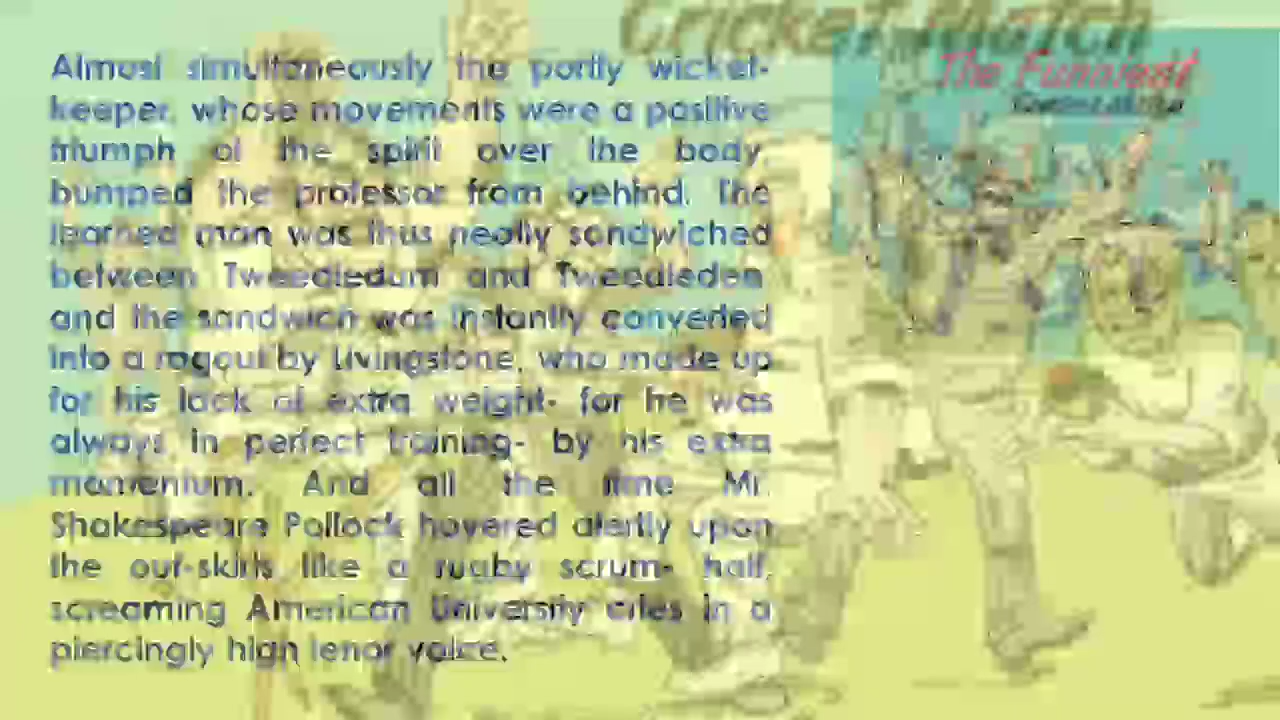 Cricket Match
The Funniest
Cricket Match
Almost simultaneously the portly wicket-
keeper, whose movements were a positive
triumph of the spirit over the body,
bumped the professor from behind. The
learned man was thus neatly sandwiched
between Tweedledum and Tweedledee,
and the sandwich was instantly converted
into a ragout by Livingstone, who made up
for his lack of extra weight- for he was
always in perfect training- by his extra
momentum. And all the time Mr.
Shakespeare Pollock hovered alertly upon
the out-skirts like a rugby scrum- half,
screaming American University cries in a
piercingly high tenor voice.